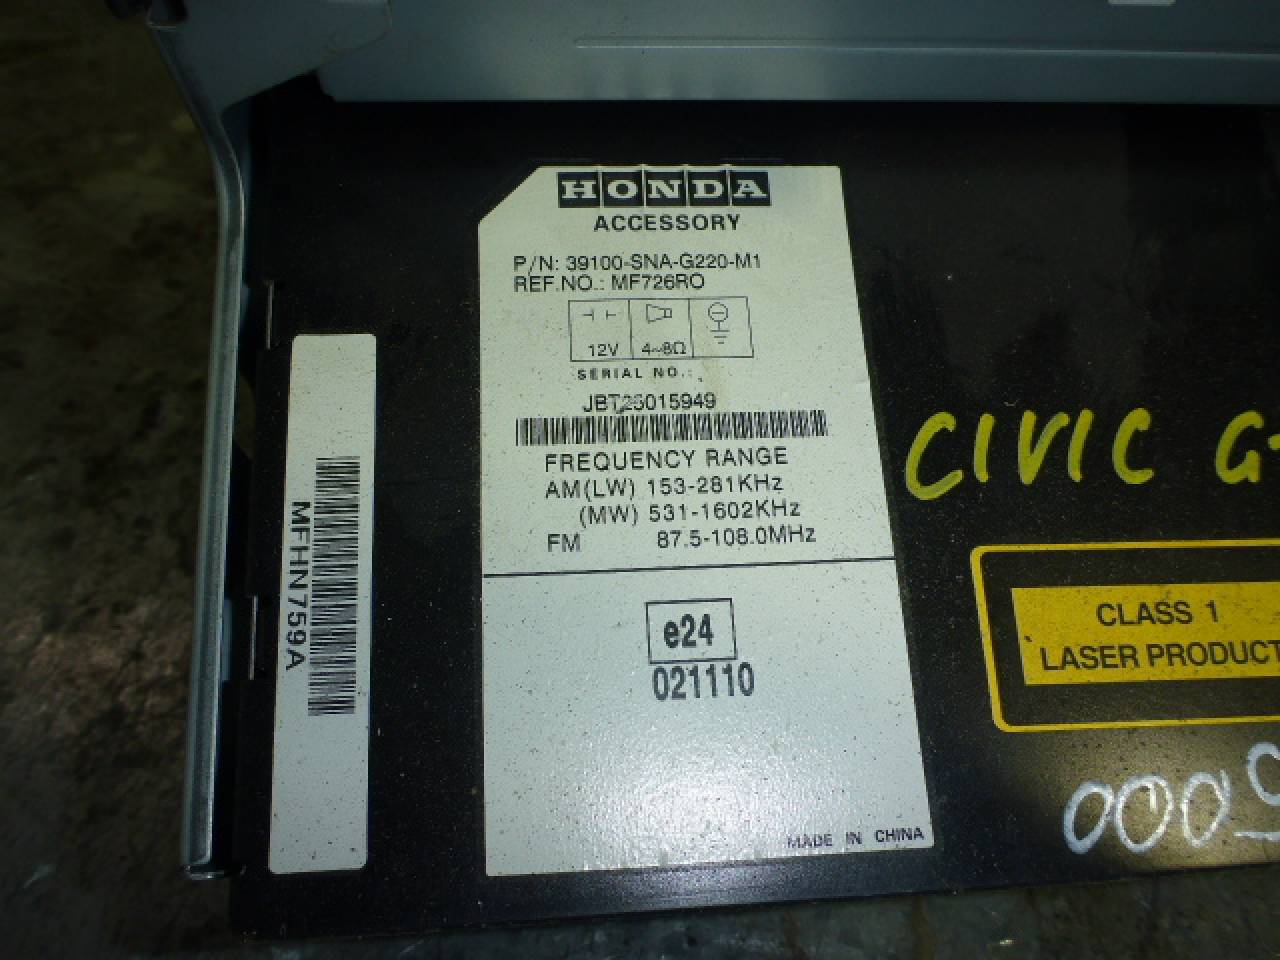 HONDA
ACCESSORY
P/N: 39100-SNA-G220-M1
REF.NO.: MF726RO
12V 4~8Ω
SERIAL NO.:
JBT26015949
FREQUENCY RANGE
AM(LW) 153-281KHz
(MW) 531-1602KHz
FM 87.5-108.0MHz
e24
021110
MADE IN CHINA
MFHN759A
CIVIC
CLASS 1
LASER PRODUCT